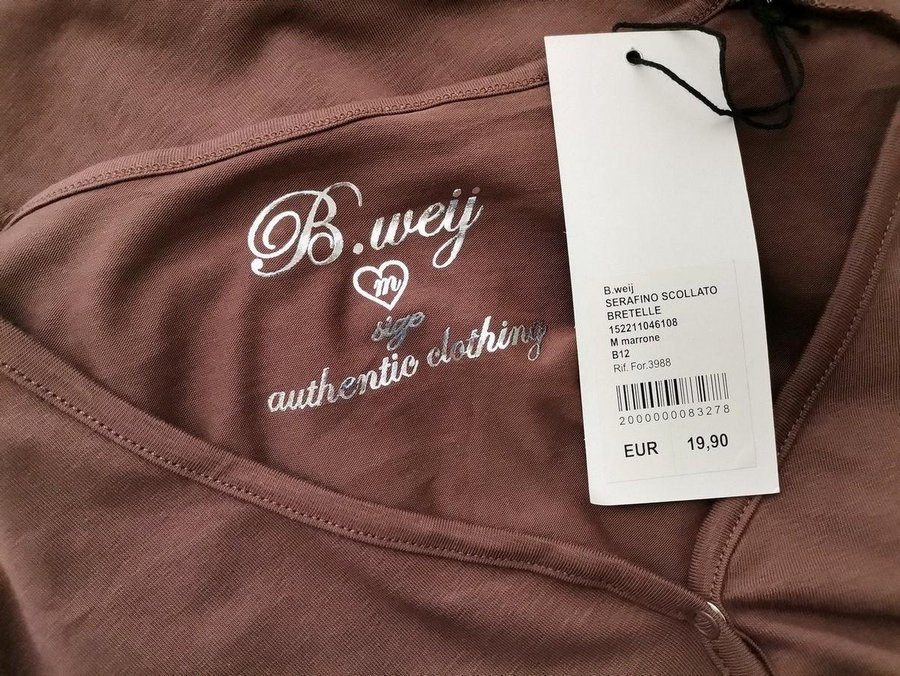 B.weij
m
size
authentic clothing
B.weij
SERAFINO SCOLLATO
BRETELLE
152211046108
M marrone
B12
Rif. For.3988
2000000083278
EUR 19,90